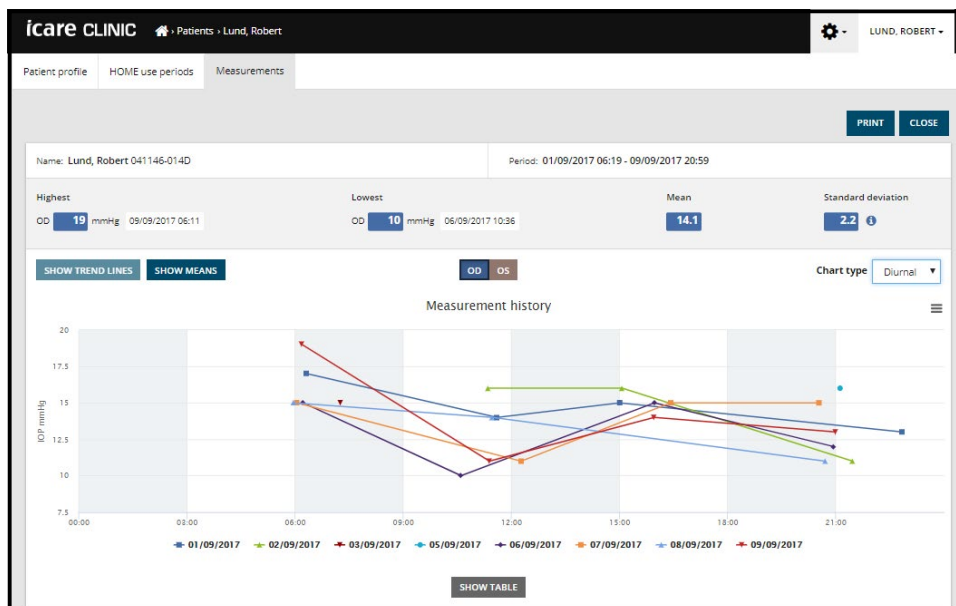 icare CLINIC › Patients › Lund, Robert LUND, ROBERT
Patient profile HOME use periods Measurements
PRINT CLOSE
Name: Lund, Robert 041146-014D Period: 01/09/2017 06:19 - 09/09/2017 20:59
Highest Lowest Mean Standard deviation
OD 19 mmHg 09/09/2017 06:11 OD 10 mmHg 06/09/2017 10:36 14.1 2.2 i
SHOW TREND LINES SHOW MEANS OD OS Chart type Diurnal
Measurement history
20
17.5
15
12.5
10
7.5
IOP mmHg
00:00 03:00 06:00 09:00 12:00 15:00 18:00 21:00
01/09/2017 02/09/2017 03/09/2017 05/09/2017 06/09/2017 07/09/2017 08/09/2017 09/09/2017
SHOW TABLE